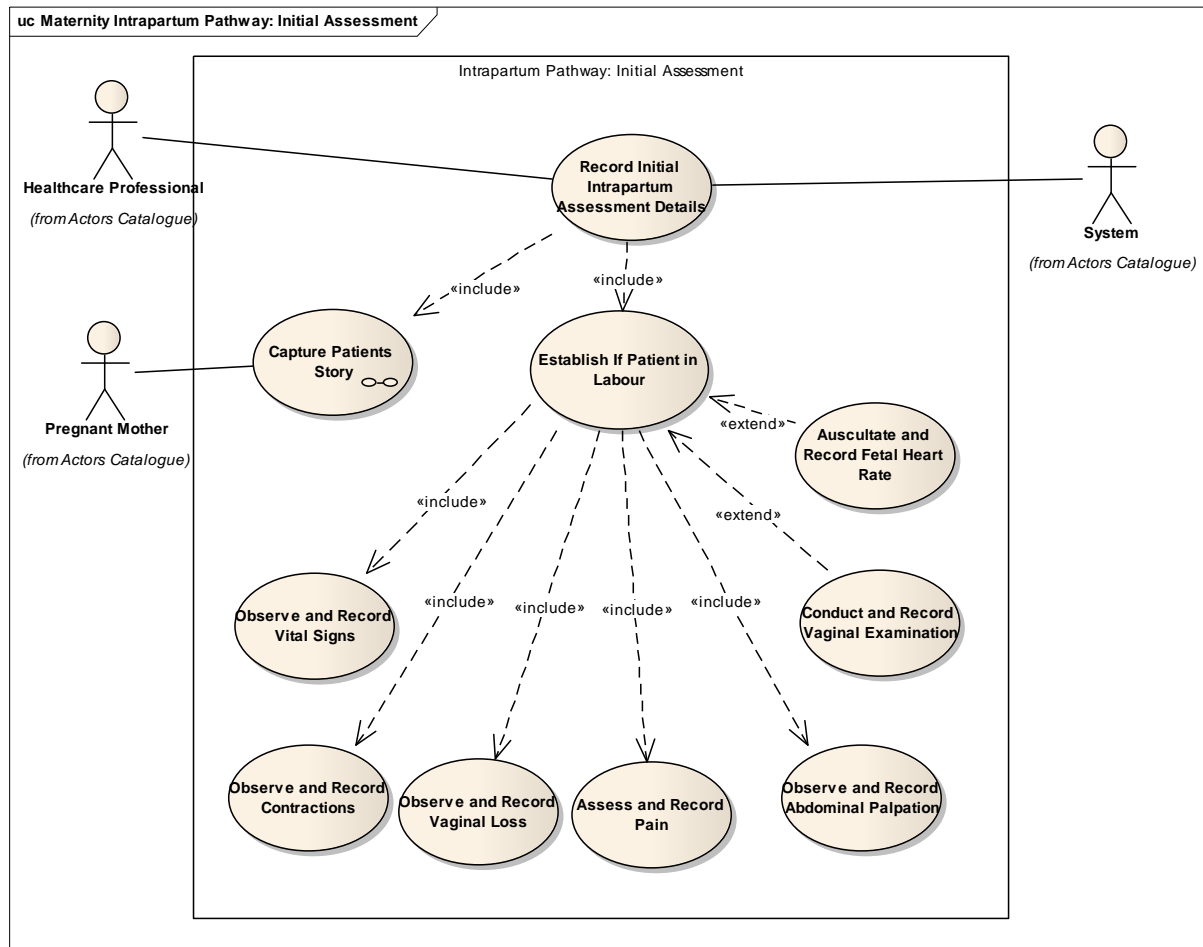 uc Maternity Intrapartum Pathway: Initial Assessment
Intrapartum Pathway: Initial Assessment
Healthcare Professional
(from Actors Catalogue)
Record Initial
Intrapartum
Assessment Details
System
(from Actors Catalogue)
«include»
«include»
Pregnant Mother
(from Actors Catalogue)
Capture Patients
Story
Establish If Patient in
Labour
«extend»
Auscultate and
Record Fetal Heart
Rate
«include»
«extend»
Observe and Record
Vital Signs
«include»
«include»
«include»
«include»
Conduct and Record
Vaginal Examination
Observe and Record
Contractions
Observe and Record
Vaginal Loss
Assess and Record
Pain
Observe and Record
Abdominal Palpation